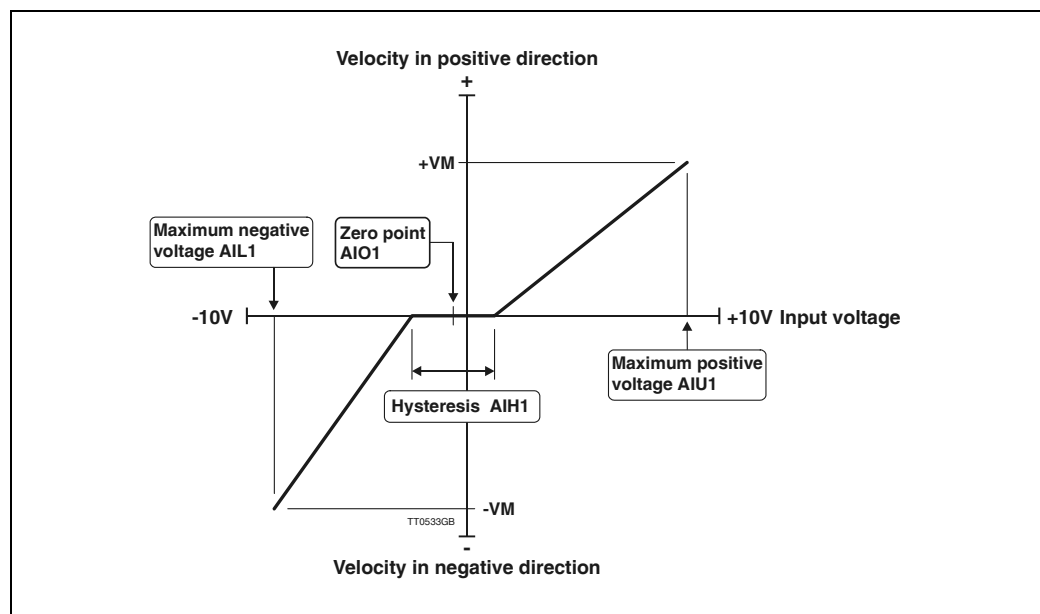 Velocity in positive direction
+
+VM
Maximum negative
voltage AIL1
Zero point
AIO1
-10V
+10V Input voltage
Maximum positive
voltage AIU1
Hysteresis AIH1
-VM
TT0533GB
-
Velocity in negative direction